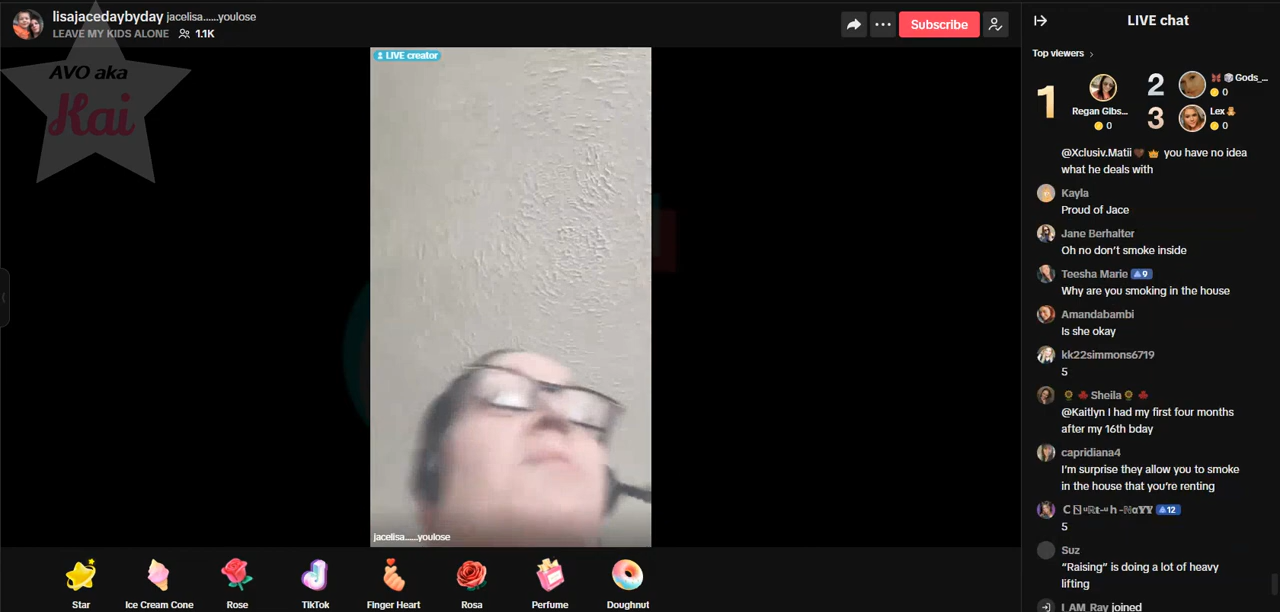 lisajacedaybyday jacelisa......youlose
LEAVE MY KIDS ALONE 1.1K
AVO aka
Kai
Subscribe
LIVE creator
jacelisa......youlose
Star
Ice Cream Cone
Rose
TikTok
Finger Heart
Rosa
Perfume
Doughnut
LIVE chat
Top viewers
1
Regan Gibs...
0
2
Gods_...
0
3
Lex
0
@Xclusiv.Matii🤎👑 you have no idea
what he deals with
Kayla
Proud of Jace
Jane Berhalter
Oh no don't smoke inside
Teesha Marie 9
Why are you smoking in the house
Amandabambi
Is she okay
kk22simmons6719
5
Sheila
@Kaitlyn I had my first four months
after my 16th bday
capridiana4
I'm surprise they allow you to smoke
in the house that you're renting
12
5
Suz
“Raising” is doing a lot of heavy
lifting
I AM Ray joined